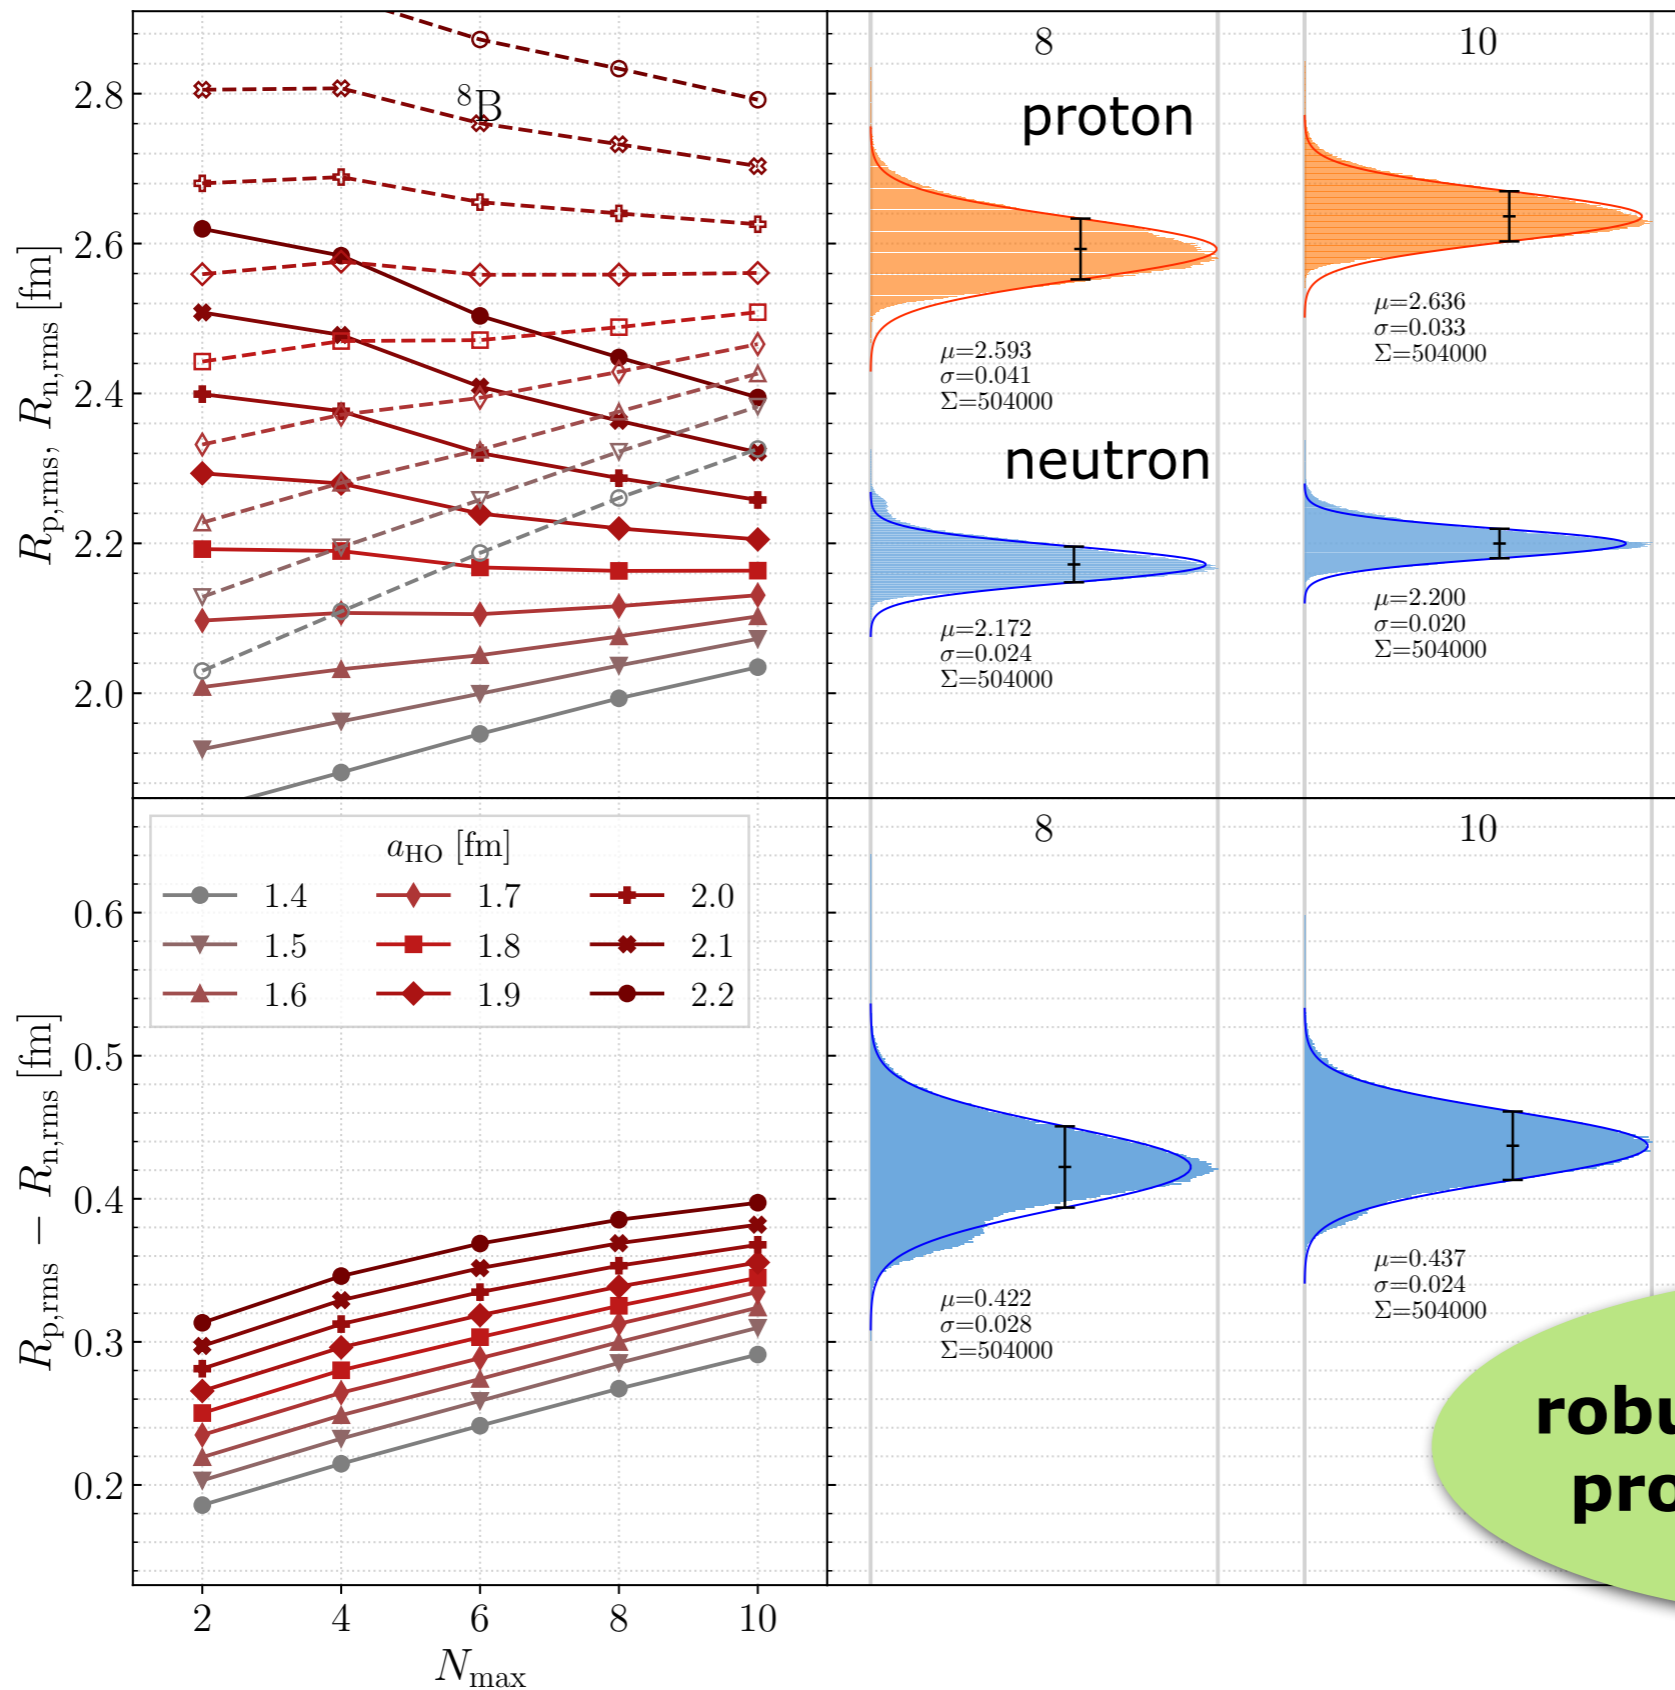 R_p,rms, R_n,rms [fm]
2.8
2.6
2.4
2.2
2.0
⁸B
8
10
proton
μ=2.593
σ=0.041
Σ=504000
μ=2.636
σ=0.033
Σ=504000
neutron
μ=2.172
σ=0.024
Σ=504000
μ=2.200
σ=0.020
Σ=504000
R_p,rms − R_n,rms [fm]
0.6
0.5
0.4
0.3
0.2
a_HO [fm]
1.4 1.7 2.0
1.5 1.8 2.1
1.6 1.9 2.2
8
10
μ=0.422
σ=0.028
Σ=504000
μ=0.437
σ=0.024
Σ=504000
robu
pro
2 4 6 8 10
N_max